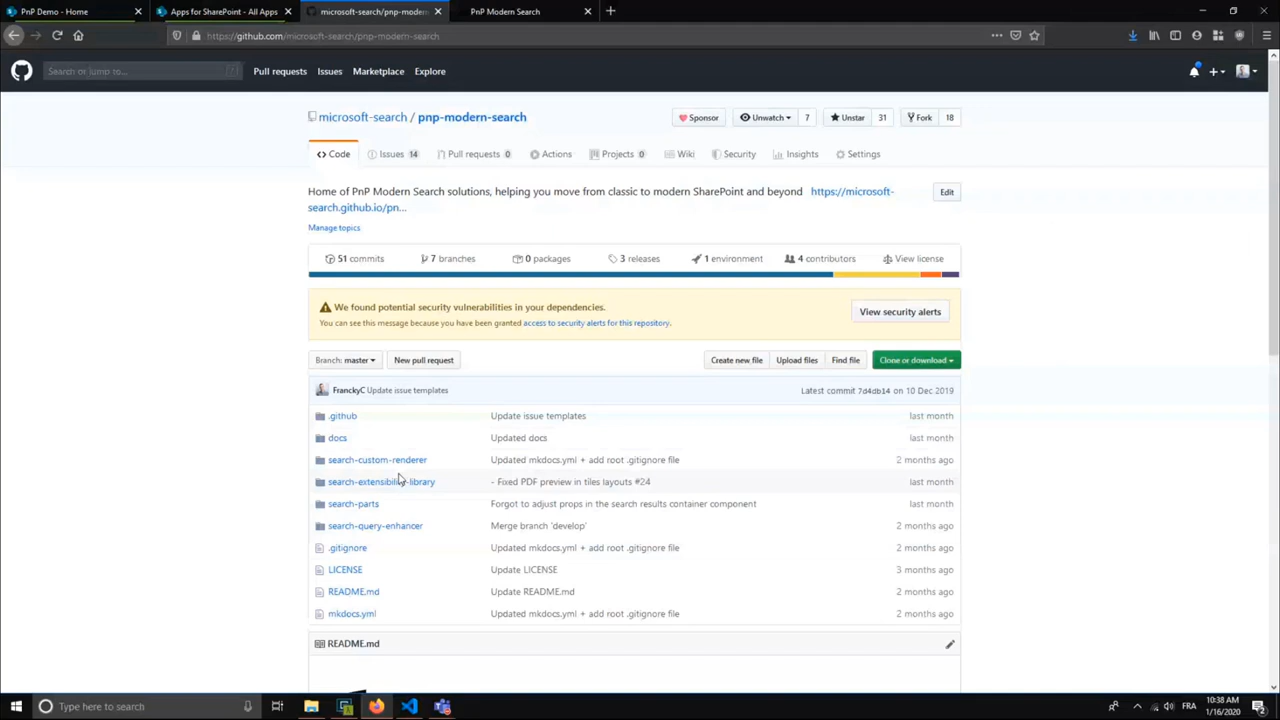 PnP Demo - Home
Apps for SharePoint - All Apps
microsoft-search/pnp-modern-
PnP Modern Search
https://github.com/microsoft-search/pnp-modern-search
Search or jump to...
Pull requests Issues Marketplace Explore
microsoft-search / pnp-modern-search
Sponsor Unwatch 7 Unstar 31 Fork 18
Code Issues 14 Pull requests 0 Actions Projects 0 Wiki Security Insights Settings
Home of PnP Modern Search solutions, helping you move from classic to modern SharePoint and beyond https://microsoft-
search.github.io/pn... Edit
Manage topics
51 commits 7 branches 0 packages 3 releases 1 environment 4 contributors View license
We found potential security vulnerabilities in your dependencies.
You can see this message because you have been granted access to security alerts for this repository.
View security alerts
Branch: master New pull request Create new file Upload files Find file Clone or download
FranckyC Update issue templates Latest commit 7d4db14 on 10 Dec 2019
.github Update issue templates last month
docs Updated docs last month
search-custom-renderer Updated mkdocs.yml + add root .gitignore file 2 months ago
search-extensibility-library - Fixed PDF preview in tiles layouts #24 last month
search-parts Forgot to adjust props in the search results container component last month
search-query-enhancer Merge branch 'develop' 2 months ago
.gitignore Updated mkdocs.yml + add root .gitignore file 2 months ago
LICENSE Update LICENSE 3 months ago
README.md Update README.md 2 months ago
mkdocs.yml Updated mkdocs.yml + add root .gitignore file 2 months ago
README.md
Type here to search
FRA
10:38 AM
1/16/2020
2